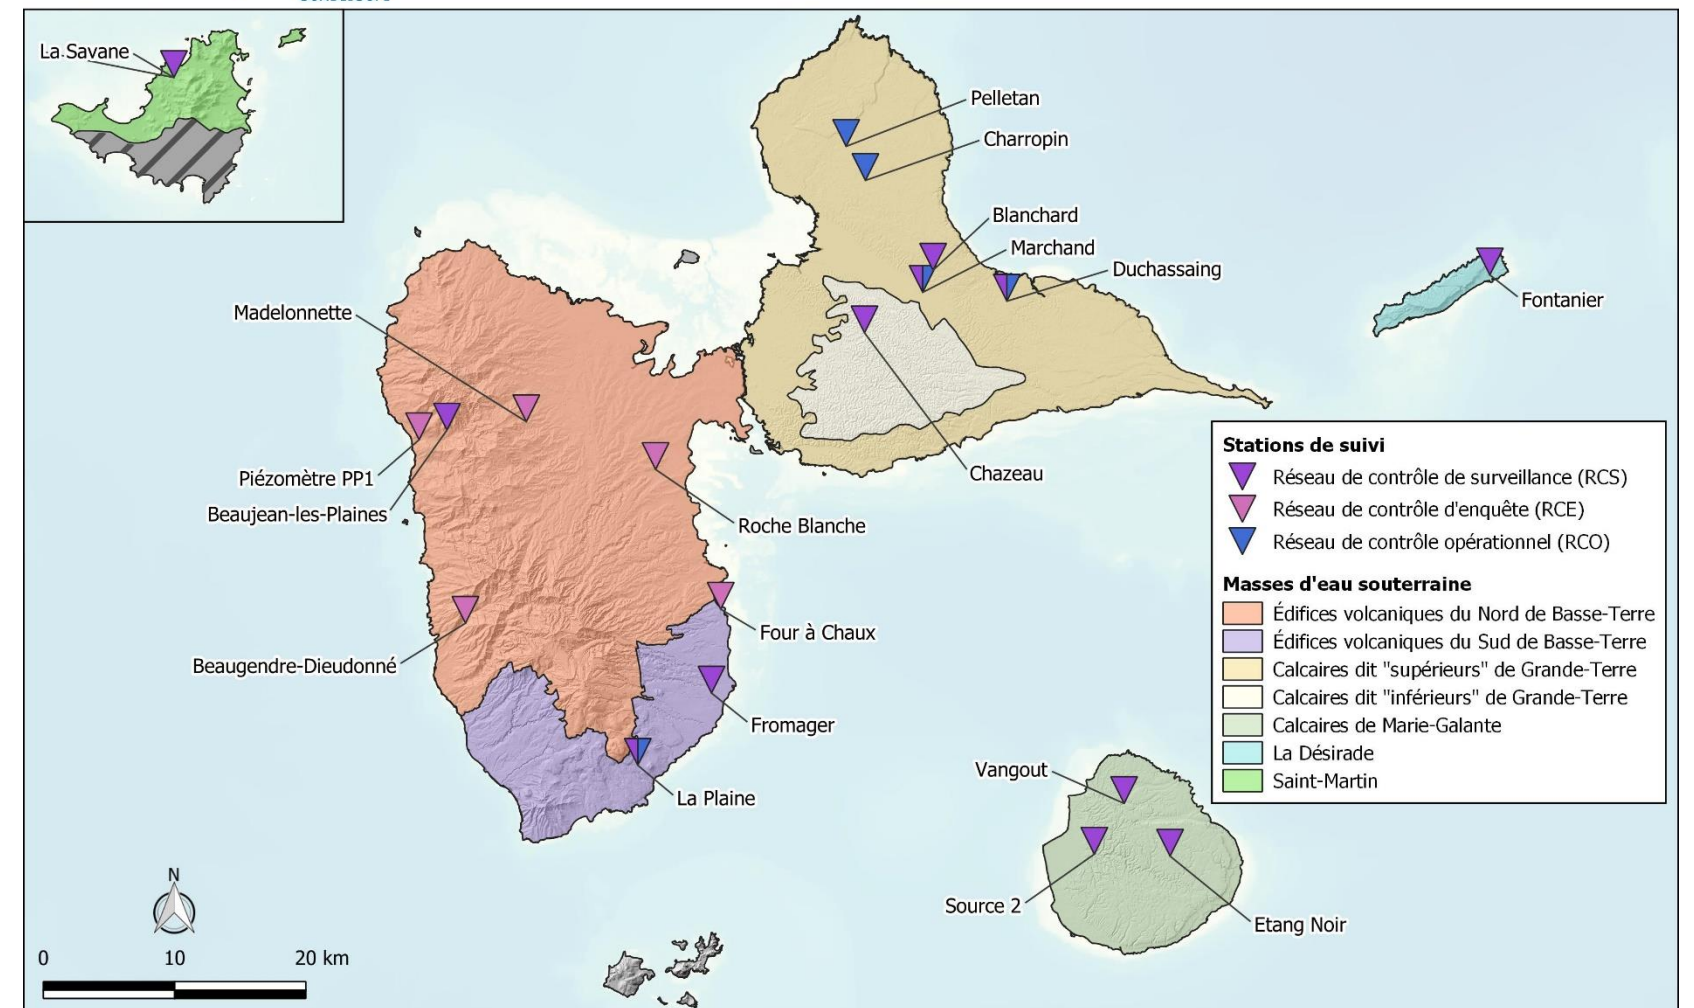 La Savane
Pelletan
Charropin
Blanchard
Marchand
Duchassaing
Fontanier
Madelonnette
Chazeau
Piézomètre PP1
Beaujean-les-Plaines
Roche Blanche
Four à Chaux
Beaugendre-Dieudonné
Fromager
La Plaine
Vangout
Source 2
Etang Noir
Stations de suivi
Réseau de contrôle de surveillance (RCS)
Réseau de contrôle d'enquête (RCE)
Réseau de contrôle opérationnel (RCO)
Masses d'eau souterraine
Édifices volcaniques du Nord de Basse-Terre
Édifices volcaniques du Sud de Basse-Terre
Calcaires dit "supérieurs" de Grande-Terre
Calcaires dit "inférieurs" de Grande-Terre
Calcaires de Marie-Galante
La Désirade
Saint-Martin
N
0 10 20 km